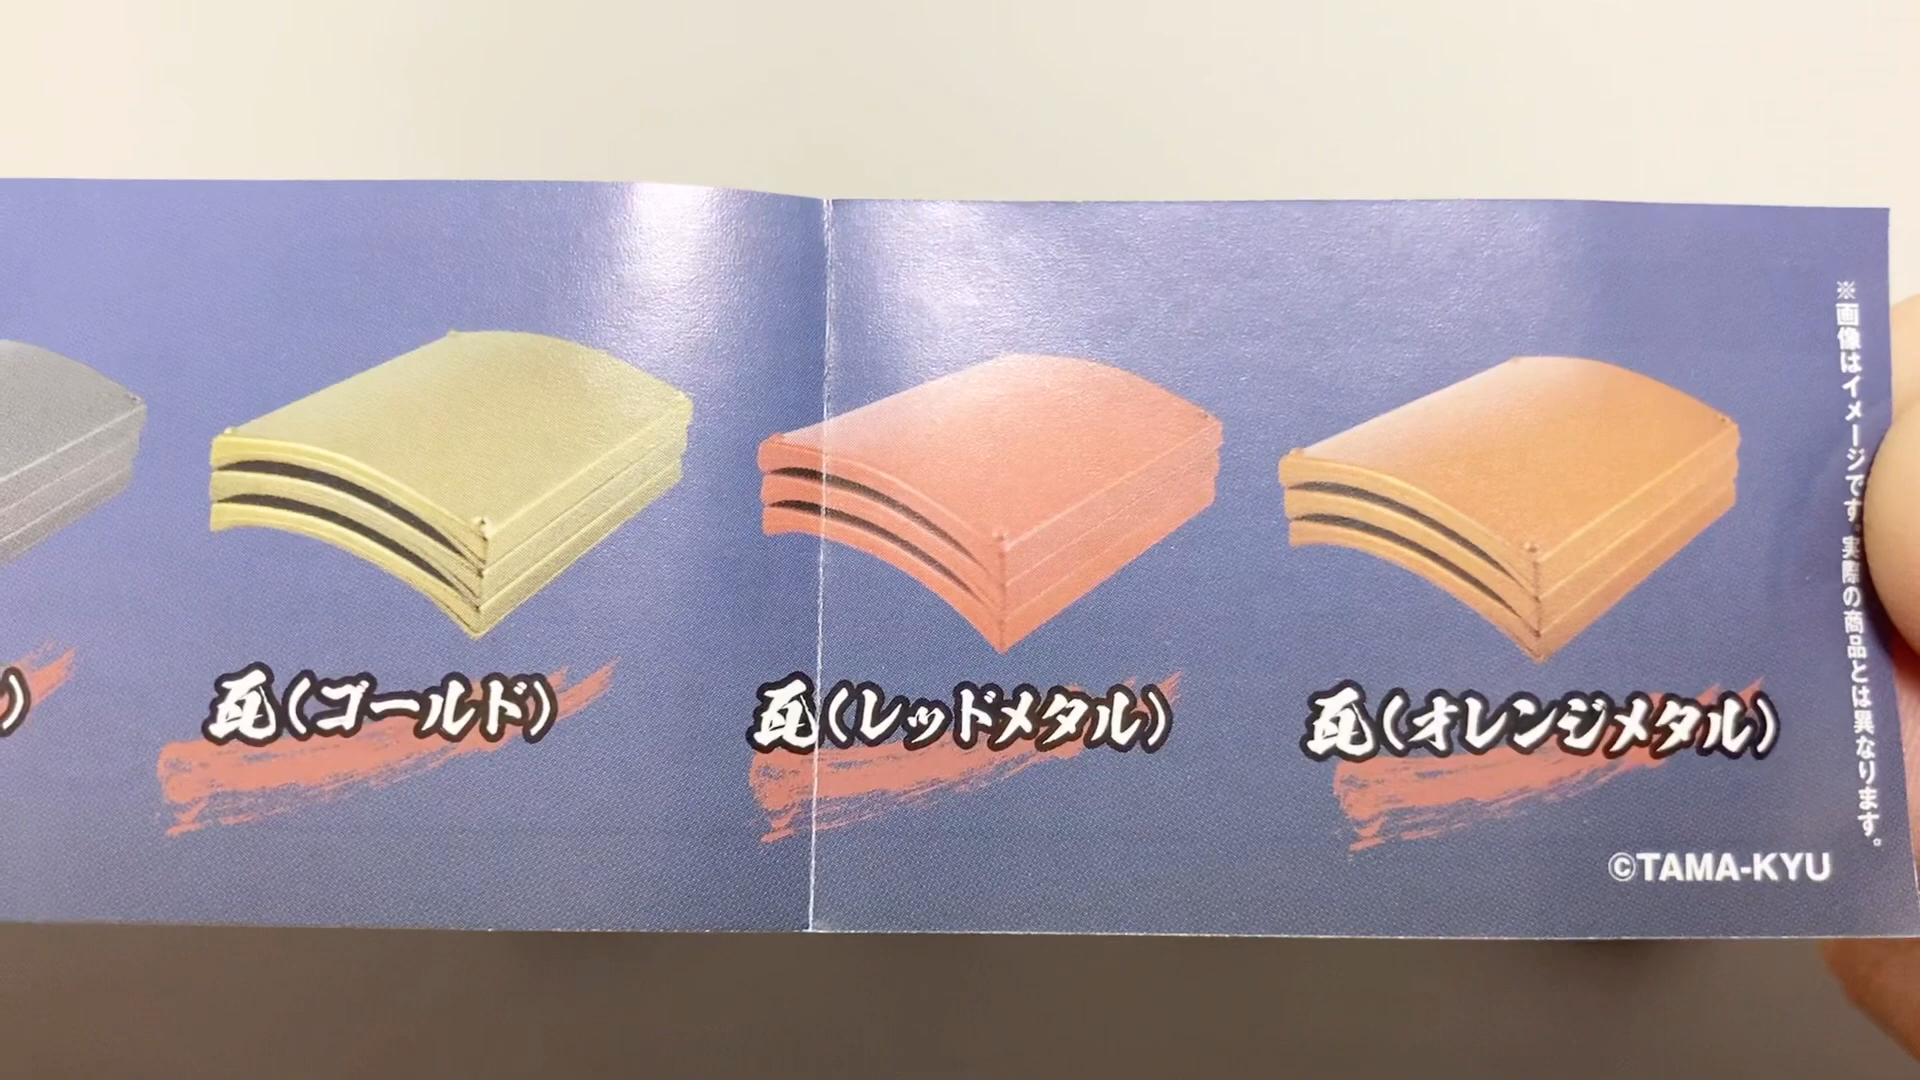 ）
瓦（ゴールド）
瓦（レッドメタル）
瓦（オレンジメタル）
※画像はイメージです。実際の商品とは異なります。
©TAMA-KYU